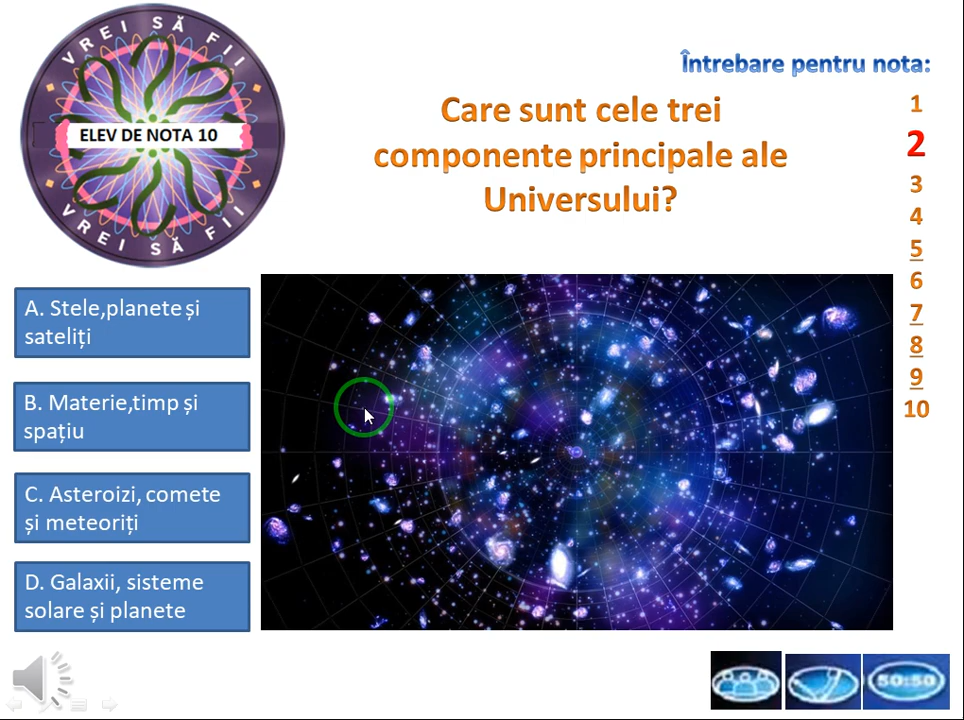 VREI SĂ FII
ELEV DE NOTA 10
VREI SĂ FII
Întrebare pentru nota:
Care sunt cele trei
componente principale ale
Universului?
1
2
3
4
5
6
7
8
9
10
A. Stele,planete și
sateliți
B. Materie,timp și
spațiu
C. Asteroizi, comete
și meteoriți
D. Galaxii, sisteme
solare și planete
50:50